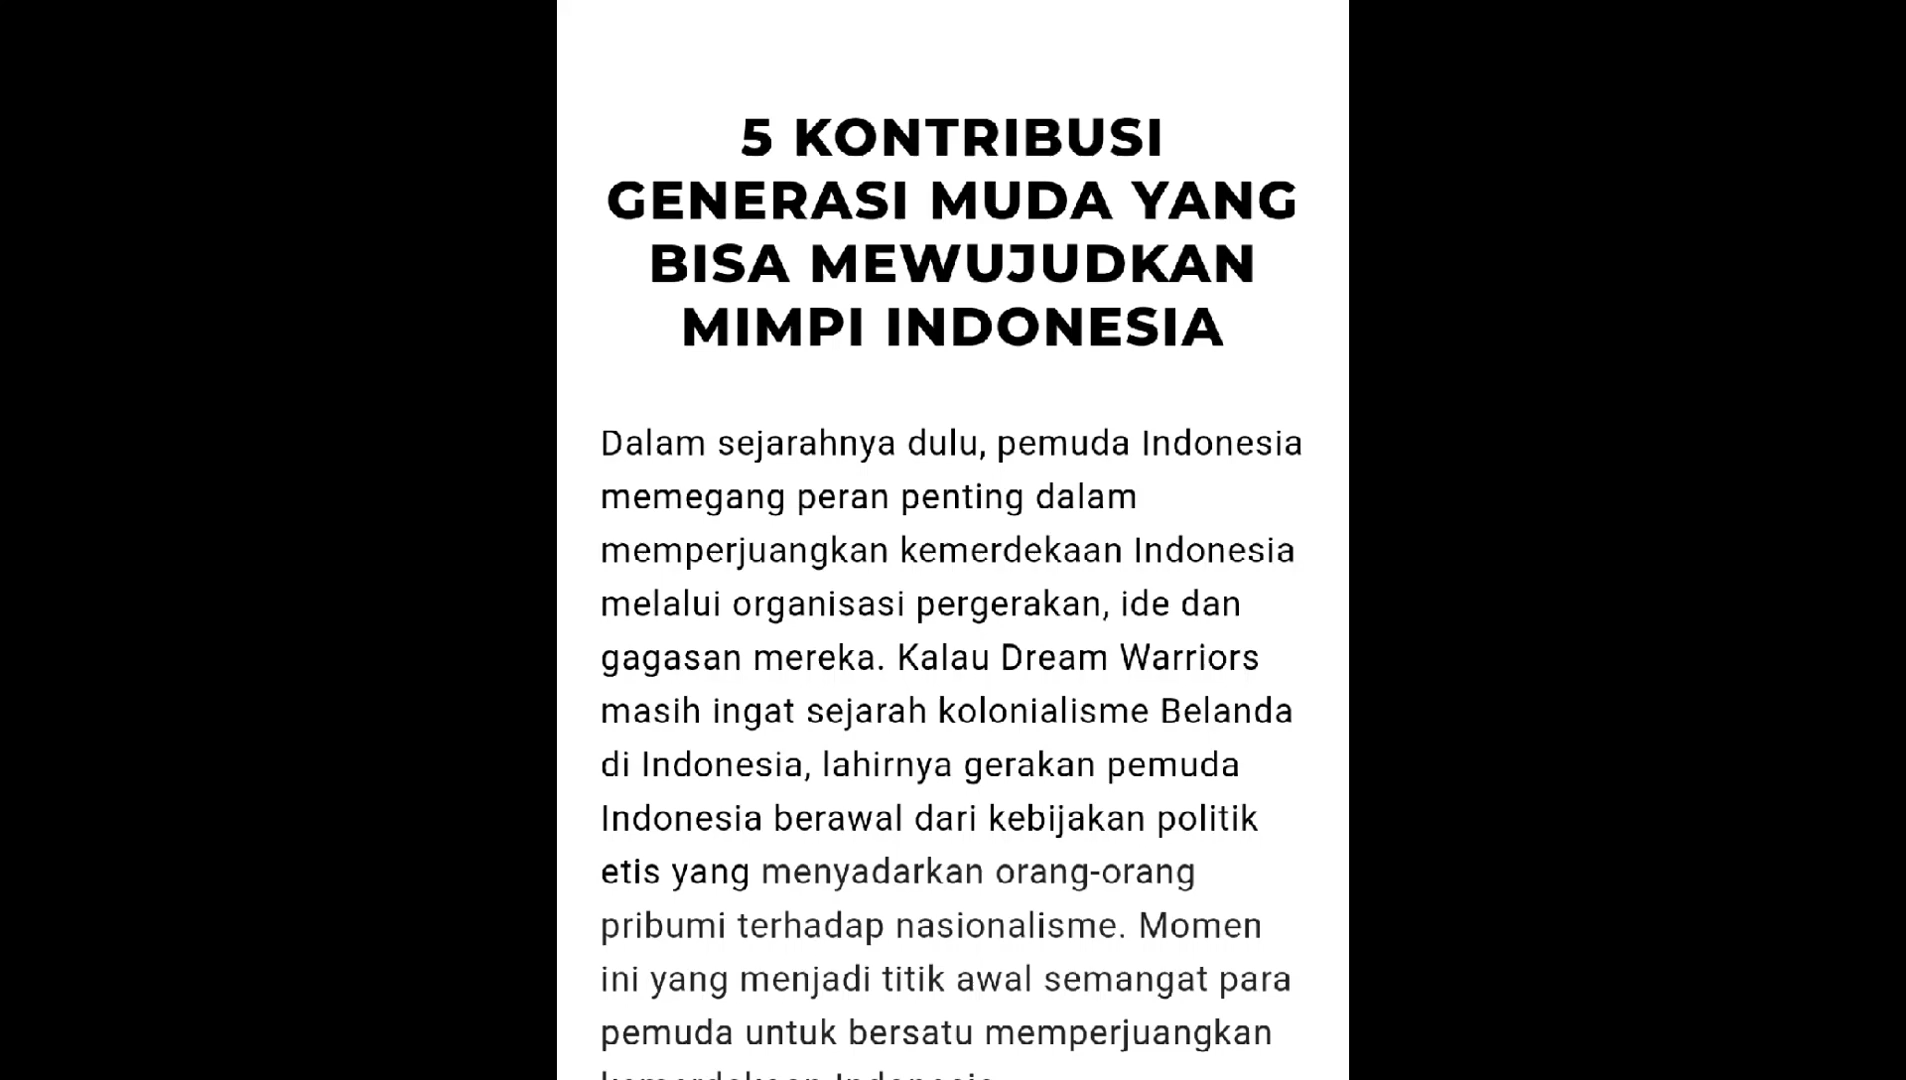 5 KONTRIBUSI
GENERASI MUDA YANG
BISA MEWUJUDKAN
MIMPI INDONESIA
Dalam sejarahnya dulu, pemuda Indonesia
memegang peran penting dalam
memperjuangkan kemerdekaan Indonesia
melalui organisasi pergerakan, ide dan
gagasan mereka. Kalau Dream Warriors
masih ingat sejarah kolonialisme Belanda
di Indonesia, lahirnya gerakan pemuda
Indonesia berawal dari kebijakan politik
etis yang menyadarkan orang-orang
pribumi terhadap nasionalisme. Momen
ini yang menjadi titik awal semangat para
pemuda untuk bersatu memperjuangkan